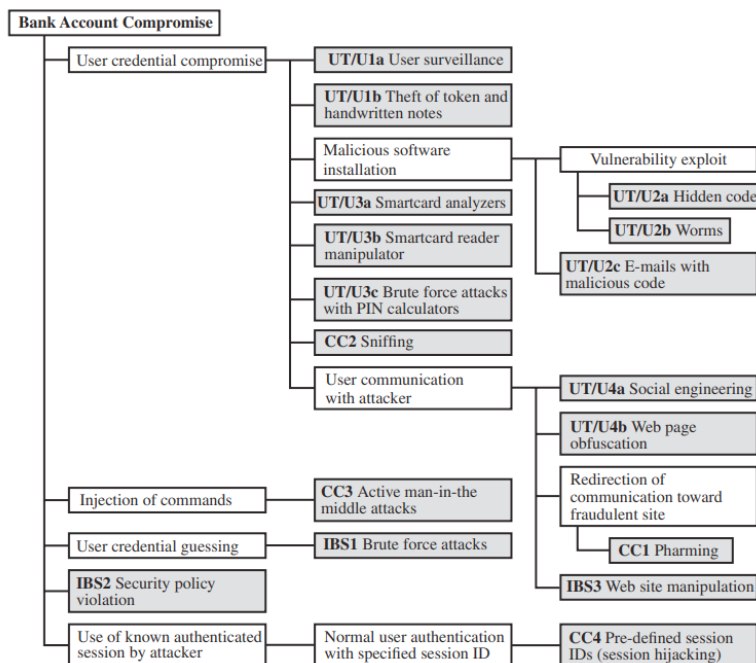 Bank Account Compromise
User credential compromise
UT/U1a User surveillance
UT/U1b Theft of token and
handwritten notes
Malicious software
installation
Vulnerability exploit
UT/U2a Hidden code
UT/U2b Worms
UT/U2c E-mails with
malicious code
UT/U3a Smartcard analyzers
UT/U3b Smartcard reader
manipulator
UT/U3c Brute force attacks
with PIN calculators
CC2 Sniffing
User communication
with attacker
UT/U4a Social engineering
UT/U4b Web page
obfuscation
Redirection of
communication toward
fraudulent site
CC1 Pharming
IBS3 Web site manipulation
Injection of commands
CC3 Active man-in-the
middle attacks
User credential guessing
IBS1 Brute force attacks
IBS2 Security policy
violation
Use of known authenticated
session by attacker
Normal user authentication
with specified session ID
CC4 Pre-defined session
IDs (session hijacking)